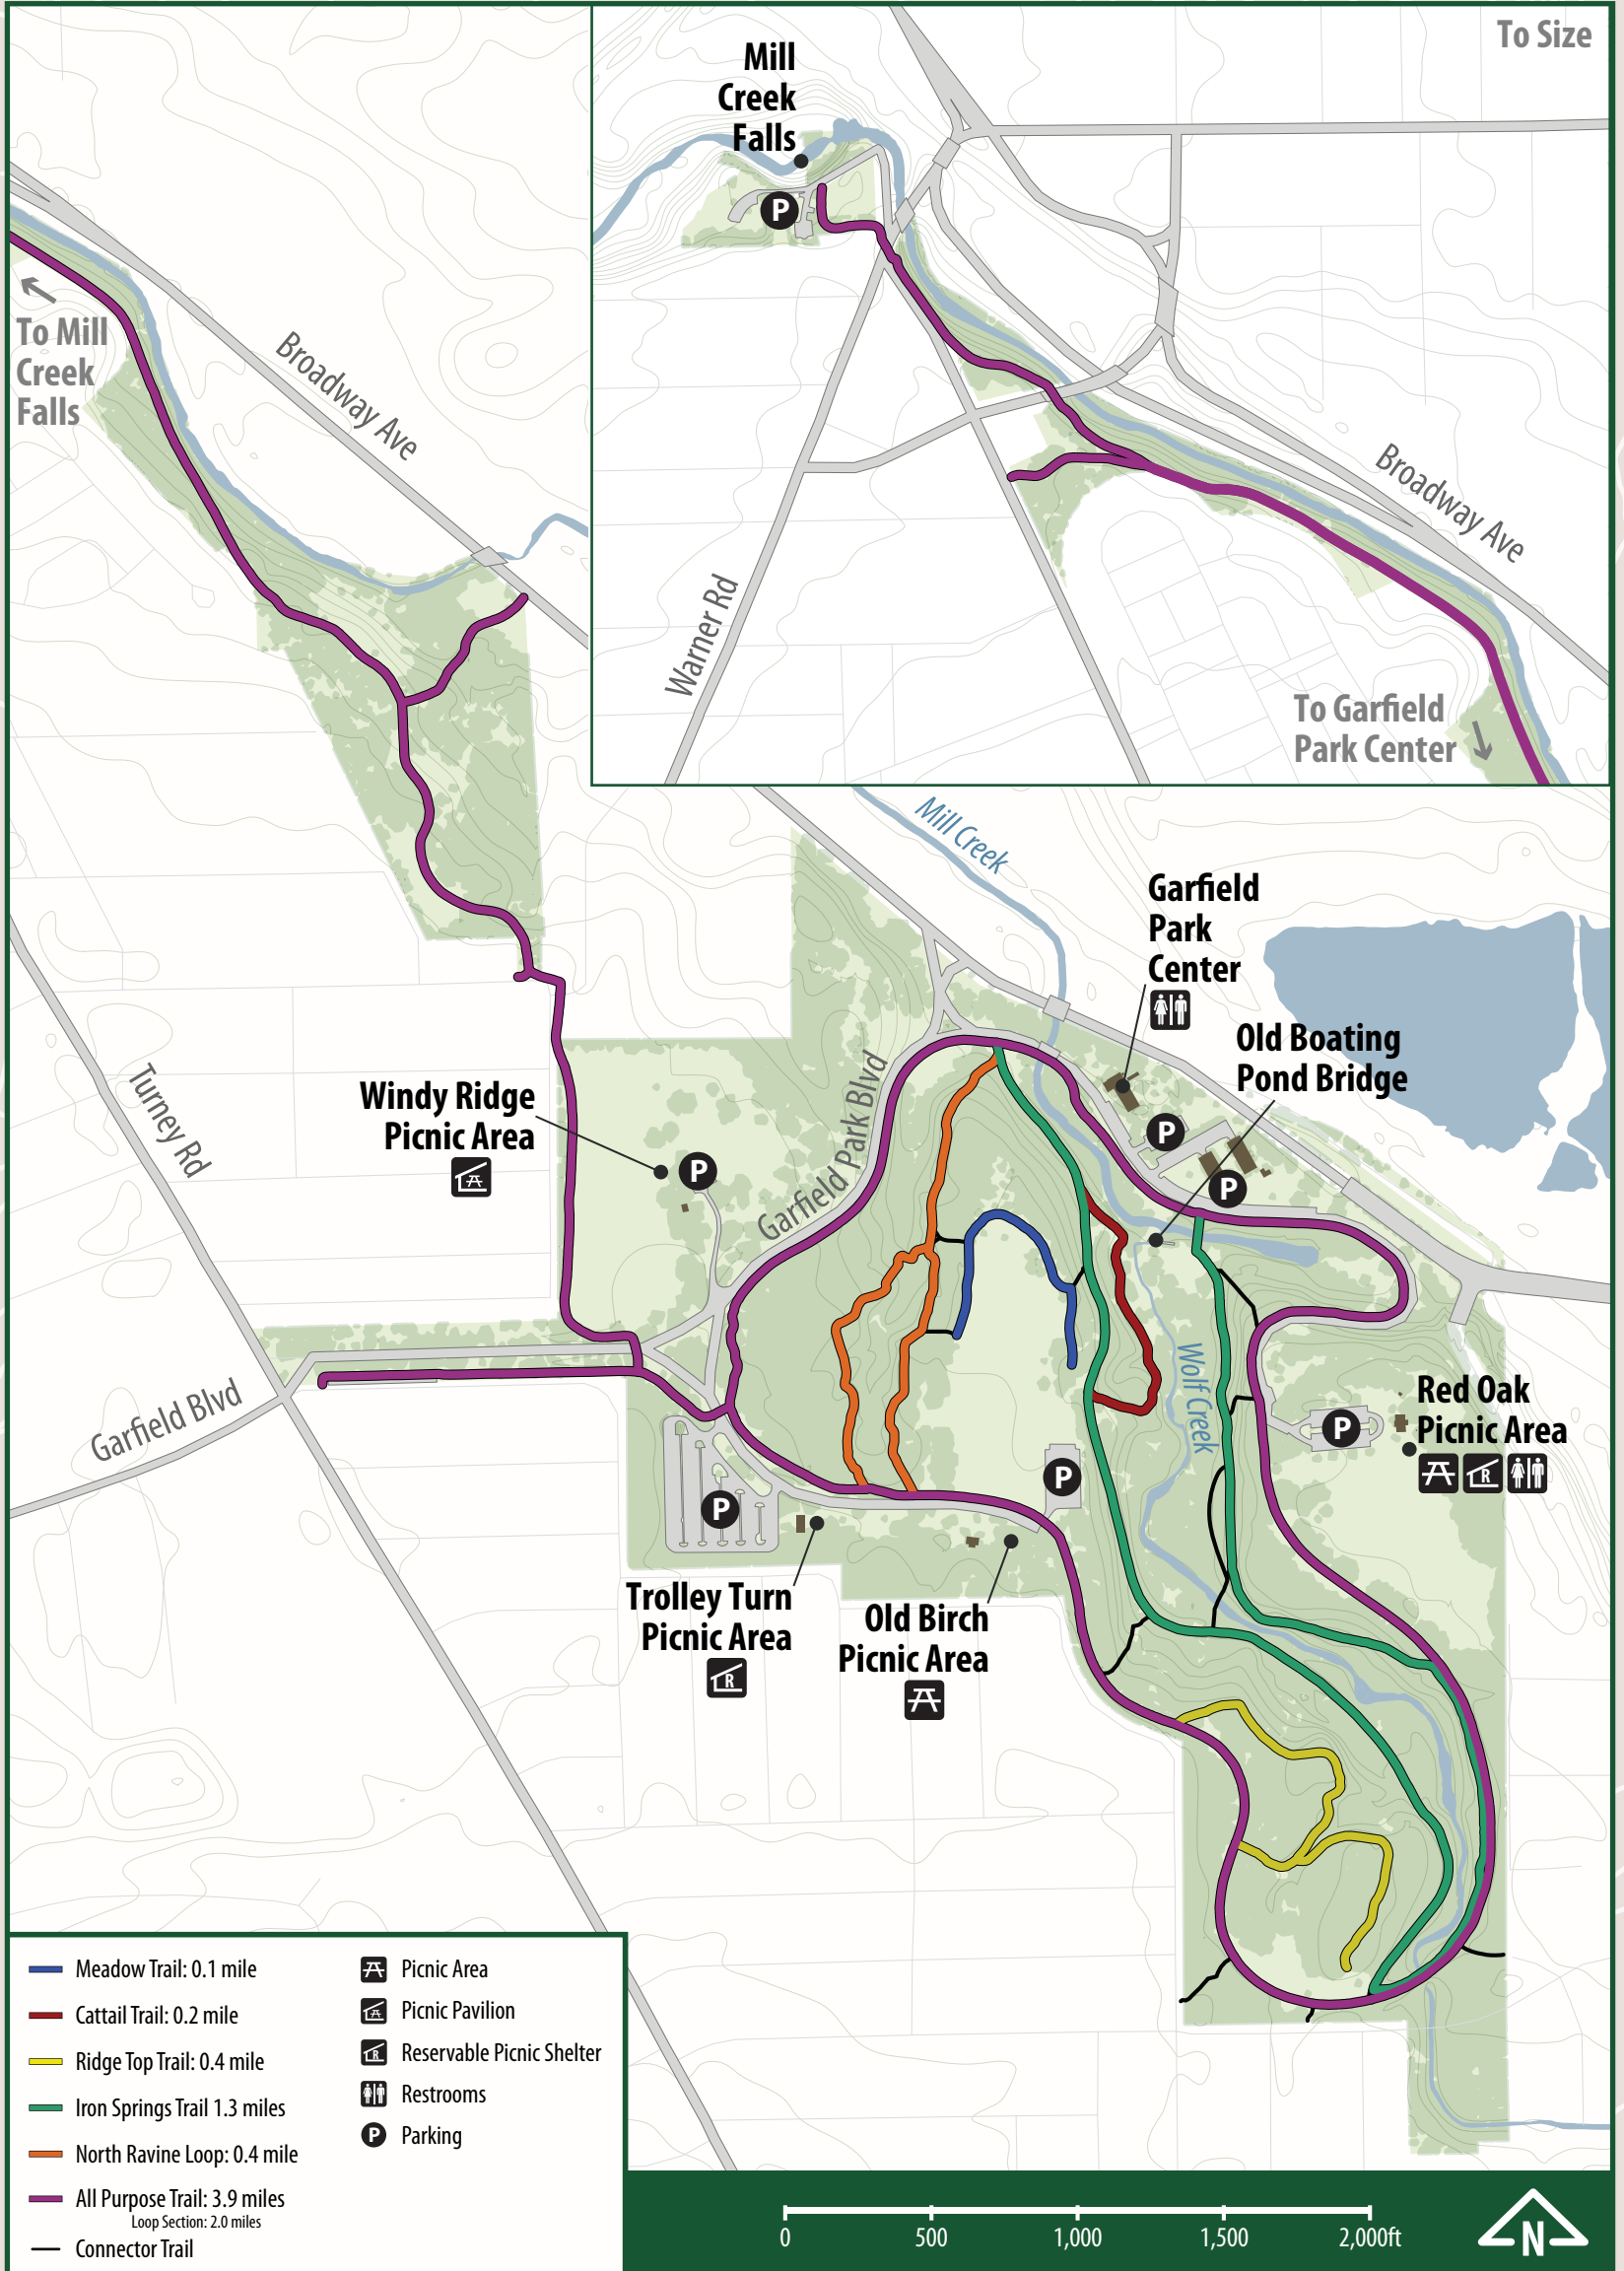 To Size
Mill
Creek
Falls
P
To Mill
Creek
Falls
Broadway Ave
Broadway Ave
Warner Rd
To Garfield
Park Center
Mill Creek
Garfield
Park
Center
Old Boating
Pond Bridge
Turney Rd
Windy Ridge
Picnic Area
P
Garfield Park Blvd
P
P
Garfield Blvd
Wolf Creek
Red Oak
Picnic Area
R
P
P
P
Trolley Turn
Picnic Area
R
Old Birch
Picnic Area
Meadow Trail: 0.1 mile
Cattail Trail: 0.2 mile
Ridge Top Trail: 0.4 mile
Iron Springs Trail 1.3 miles
North Ravine Loop: 0.4 mile
All Purpose Trail: 3.9 miles
Loop Section: 2.0 miles
Connector Trail
Picnic Area
Picnic Pavilion
R Reservable Picnic Shelter
Restrooms
P Parking
0 500 1,000 1,500 2,000ft
N